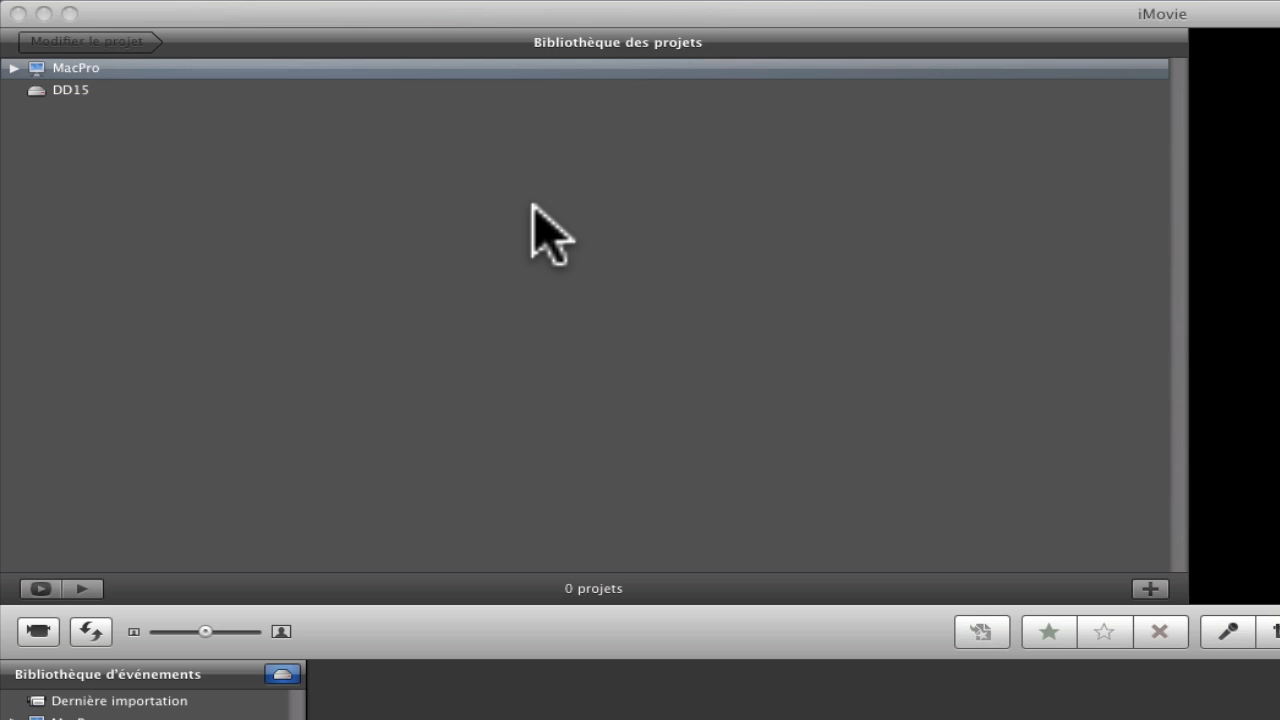 iMovie
Modifier le projet
Bibliothèque des projets
MacPro
DD15
0 projets
Bibliothèque d'événements
Dernière importation